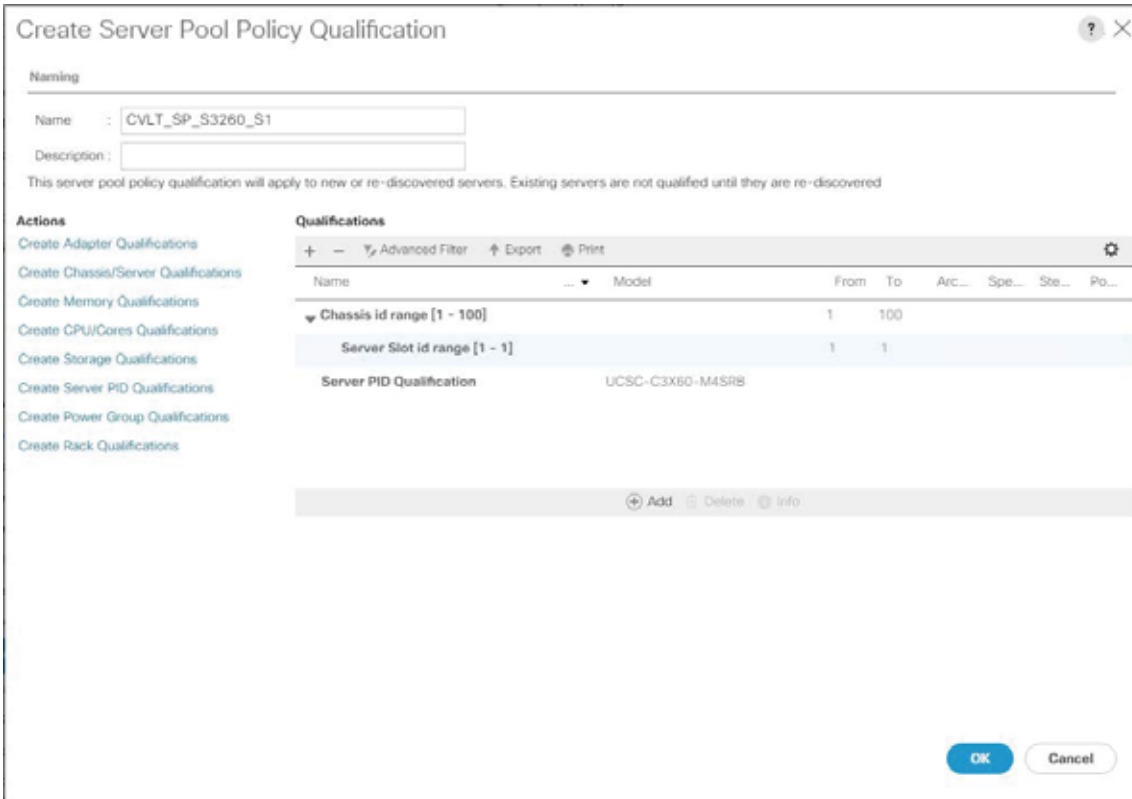 Create Server Pool Policy Qualification
? ×
Naming
Name : CVLT_SP_S3260_S1
Description :
This server pool policy qualification will apply to new or re-discovered servers. Existing servers are not qualifed until they are re-discovered
Actions
Create Adapter Qualifications
Create Chassis/Server Qualifications
Create Memory Qualifications
Create CPU/Cores Qualifications
Create Storage Qualifications
Create Server PID Qualifications
Create Power Group Qualifications
Create Rack Qualifications
Qualifications
+ − Advanced Filter Export Print
Name ... Model From To Arc... Spe... Ste... Po...
Chassis id range [1 - 100] 1 100
Server Slot id range [1 - 1] 1 1
Server PID Qualification UCSC-C3X60-M4SRB
Add Delete Info
OK Cancel